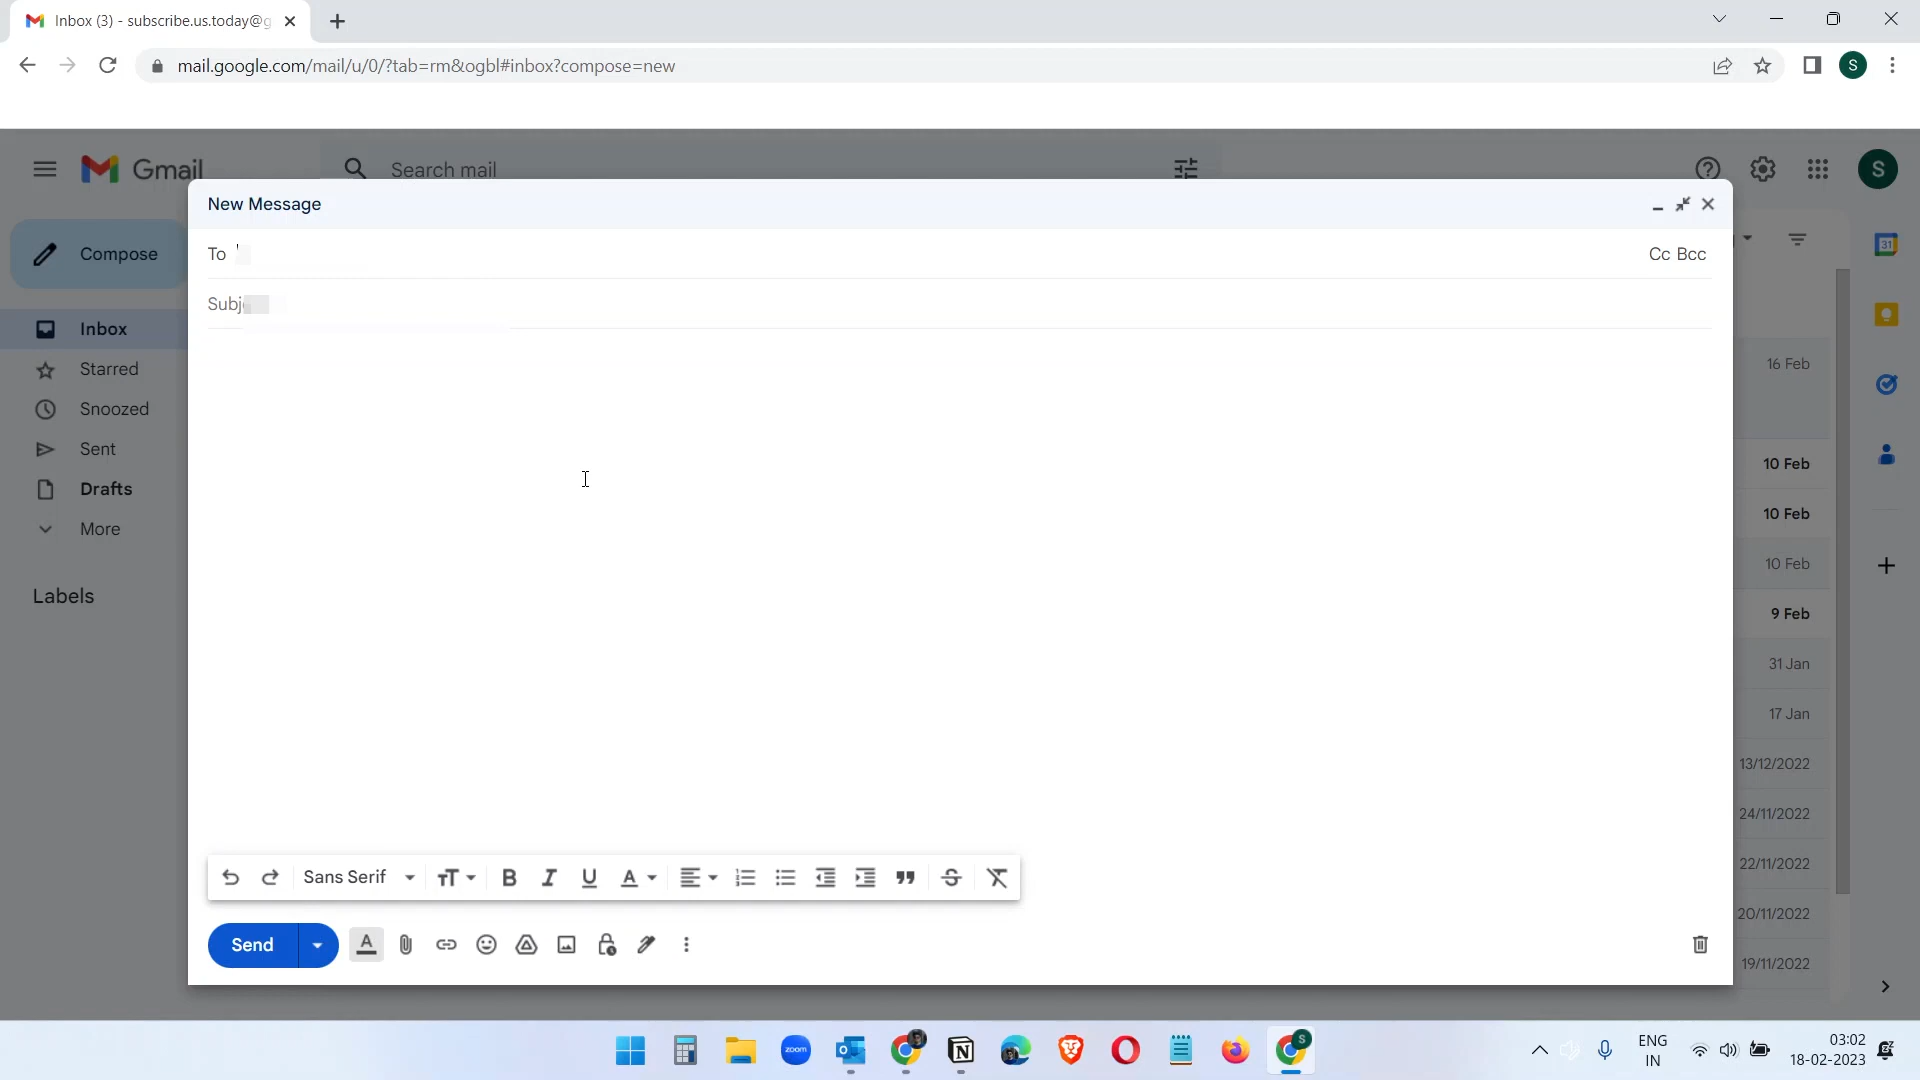 Inbox (3) - subscribe.us.today@g
mail.google.com/mail/u/0/?tab=rm&ogbl#inbox?compose=new
S
Gmail
Search mail
S
Compose
New Message
To
Cc Bcc
Inbox
Starred
Snoozed
Sent
Drafts
More
Labels
31
16 Feb
10 Feb
10 Feb
10 Feb
9 Feb
31 Jan
17 Jan
13/12/2022
24/11/2022
22/11/2022
20/11/2022
19/11/2022
Sans Serif
Send
zoom
S
ENG
IN
03:02
18-02-2023